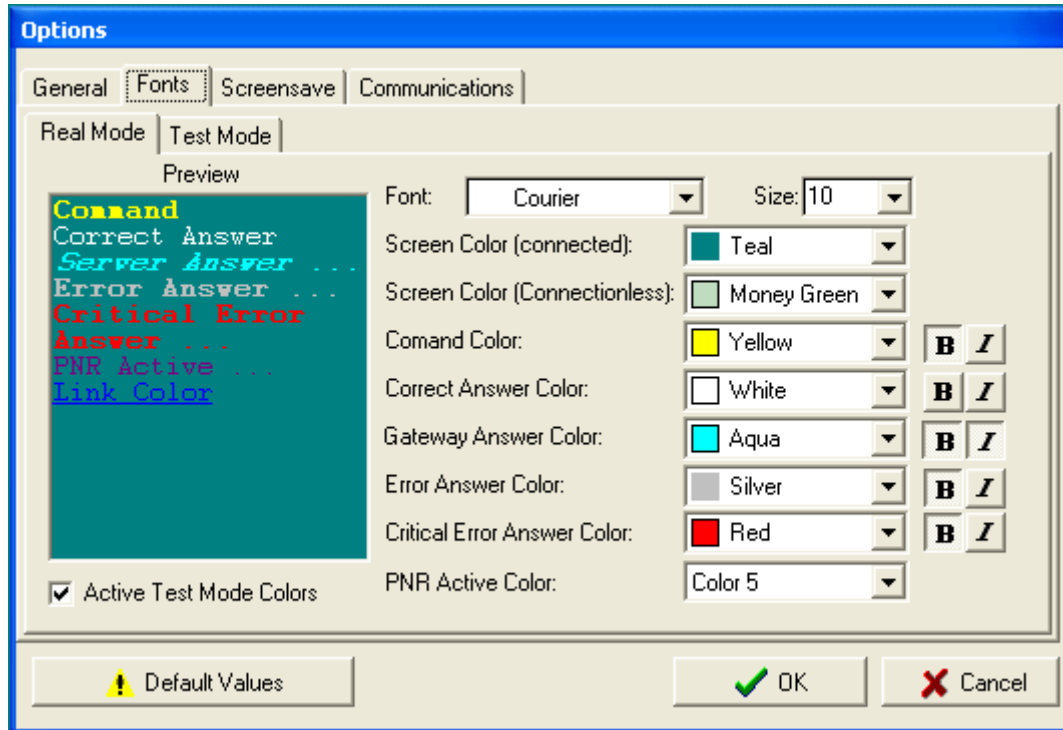 Options
General Fonts Screensave Communications
Real Mode Test Mode
Preview
Command
Correct Answer
Server Answer ...
Error Answer ...
Critical Error
Answer ...
PNR Active ...
Link Color
Active Test Mode Colors
Font: Courier Size: 10
Screen Color (connected): Teal
Screen Color (Connectionless): Money Green
Comand Color: Yellow B I
Correct Answer Color: White B I
Gateway Answer Color: Aqua B I
Error Answer Color: Silver B I
Critical Error Answer Color: Red B I
PNR Active Color: Color 5
Default Values OK Cancel